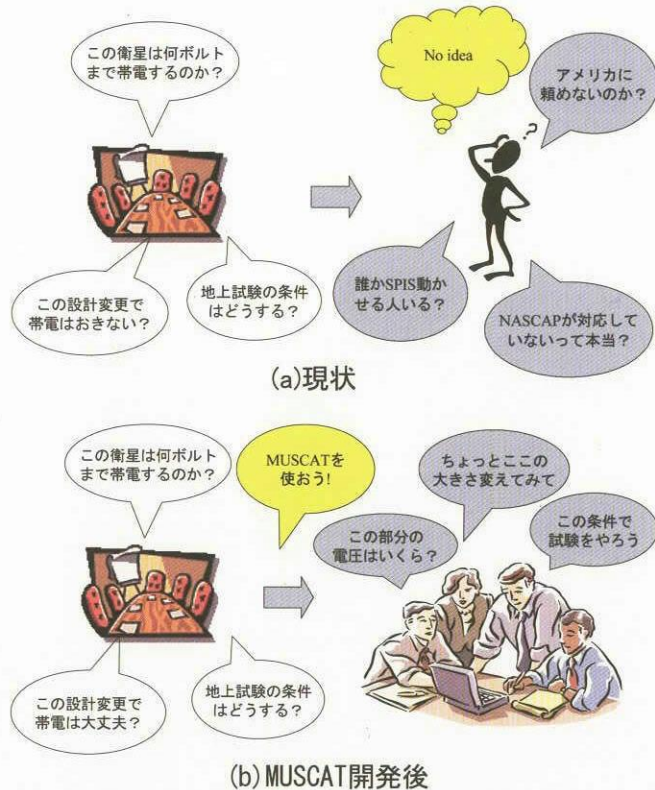 この衛星は何ボルト
まで帯電するのか？
No idea
アメリカに
頼めないのか？
?
この設計変更で
帯電はおきない？
地上試験の条件
はどうする？
誰かSPIS動か
せる人いる？
NASCAPが対応して
いないって本当？
(a)現状
この衛星は何ボルト
まで帯電するのか？
MUSCATを
使おう!
ちょっとここの
大きさ変えてみて
この部分の
電圧はいくら？
この条件で
試験をやろう
この設計変更で
帯電は大丈夫？
地上試験の条件
はどうする？
(b)MUSCAT開発後